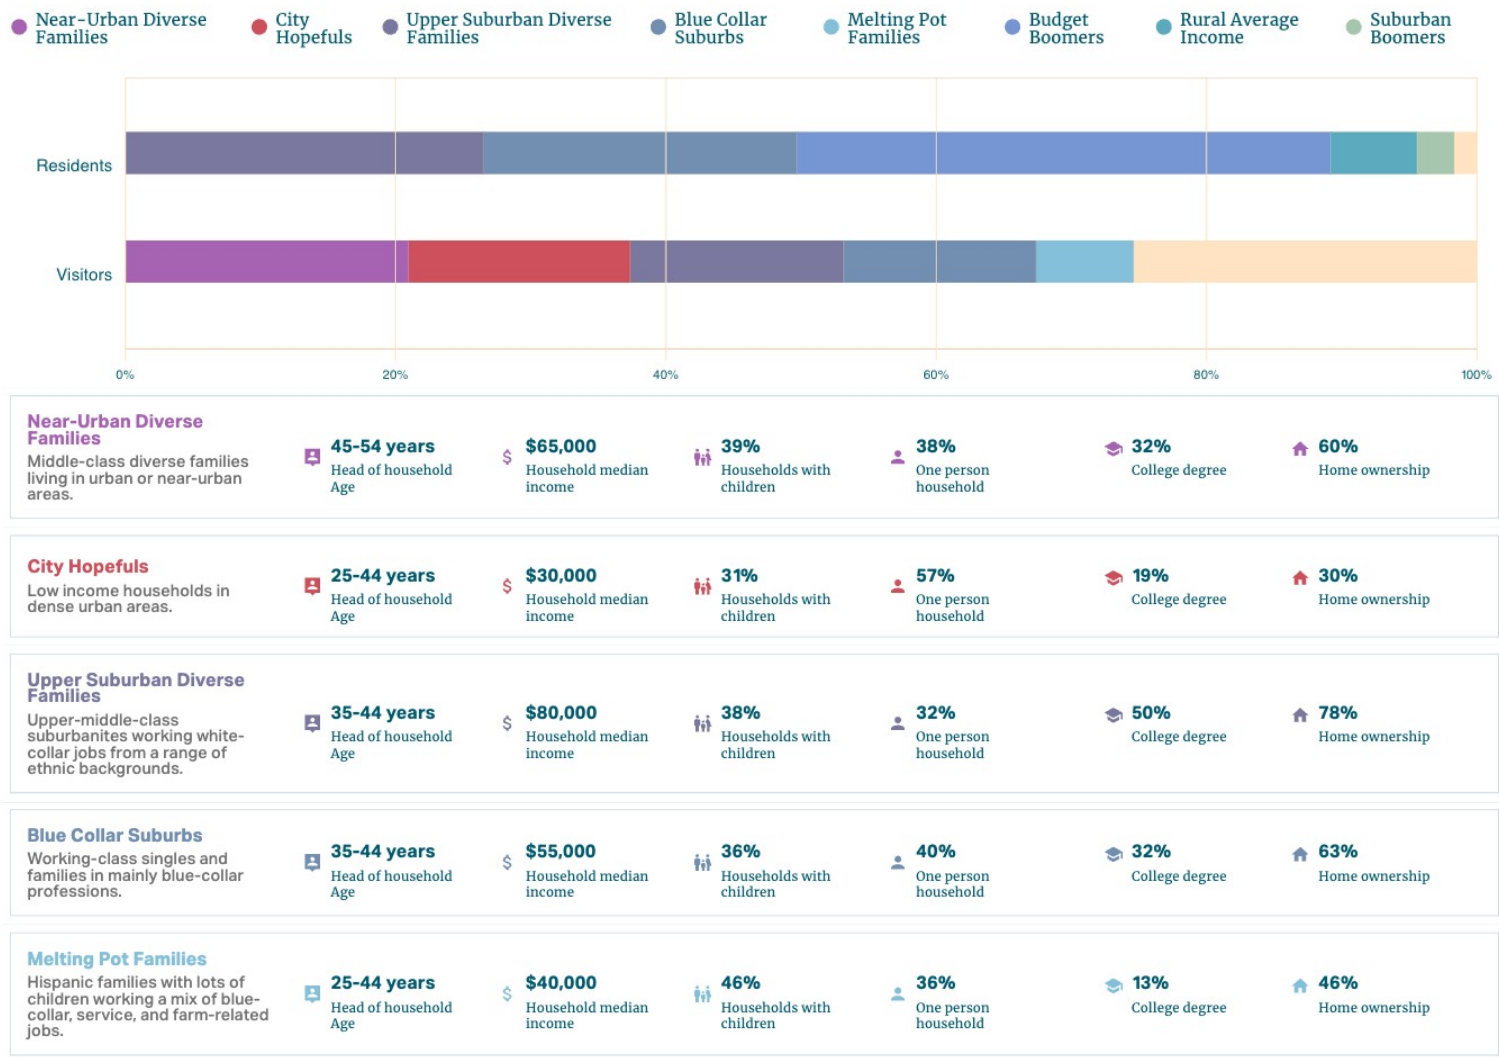 Near-Urban Diverse Families
City Hopefuls
Upper Suburban Diverse Families
Blue Collar Suburbs
Melting Pot Families
Budget Boomers
Rural Average Income
Suburban Boomers
Residents
Visitors
0% 20% 40% 60% 80% 100%
Near-Urban Diverse
Families
Middle-class diverse families
living in urban or near-urban
areas.
45-54 years
Head of household
Age
$ $65,000
Household median
income
39%
Households with
children
38%
One person
household
32%
College degree
60%
Home ownership
City Hopefuls
Low income households in
dense urban areas.
25-44 years
Head of household
Age
$ $30,000
Household median
income
31%
Households with
children
57%
One person
household
19%
College degree
30%
Home ownership
Upper Suburban Diverse
Families
Upper-middle-class
suburbanites working white-
collar jobs from a range of
ethnic backgrounds.
35-44 years
Head of household
Age
$ $80,000
Household median
income
38%
Households with
children
32%
One person
household
50%
College degree
78%
Home ownership
Blue Collar Suburbs
Working-class singles and
families in mainly blue-collar
professions.
35-44 years
Head of household
Age
$ $55,000
Household median
income
36%
Households with
children
40%
One person
household
32%
College degree
63%
Home ownership
Melting Pot Families
Hispanic families with lots of
children working a mix of blue-
collar, service, and farm-related
jobs.
25-44 years
Head of household
Age
$ $40,000
Household median
income
46%
Households with
children
36%
One person
household
13%
College degree
46%
Home ownership